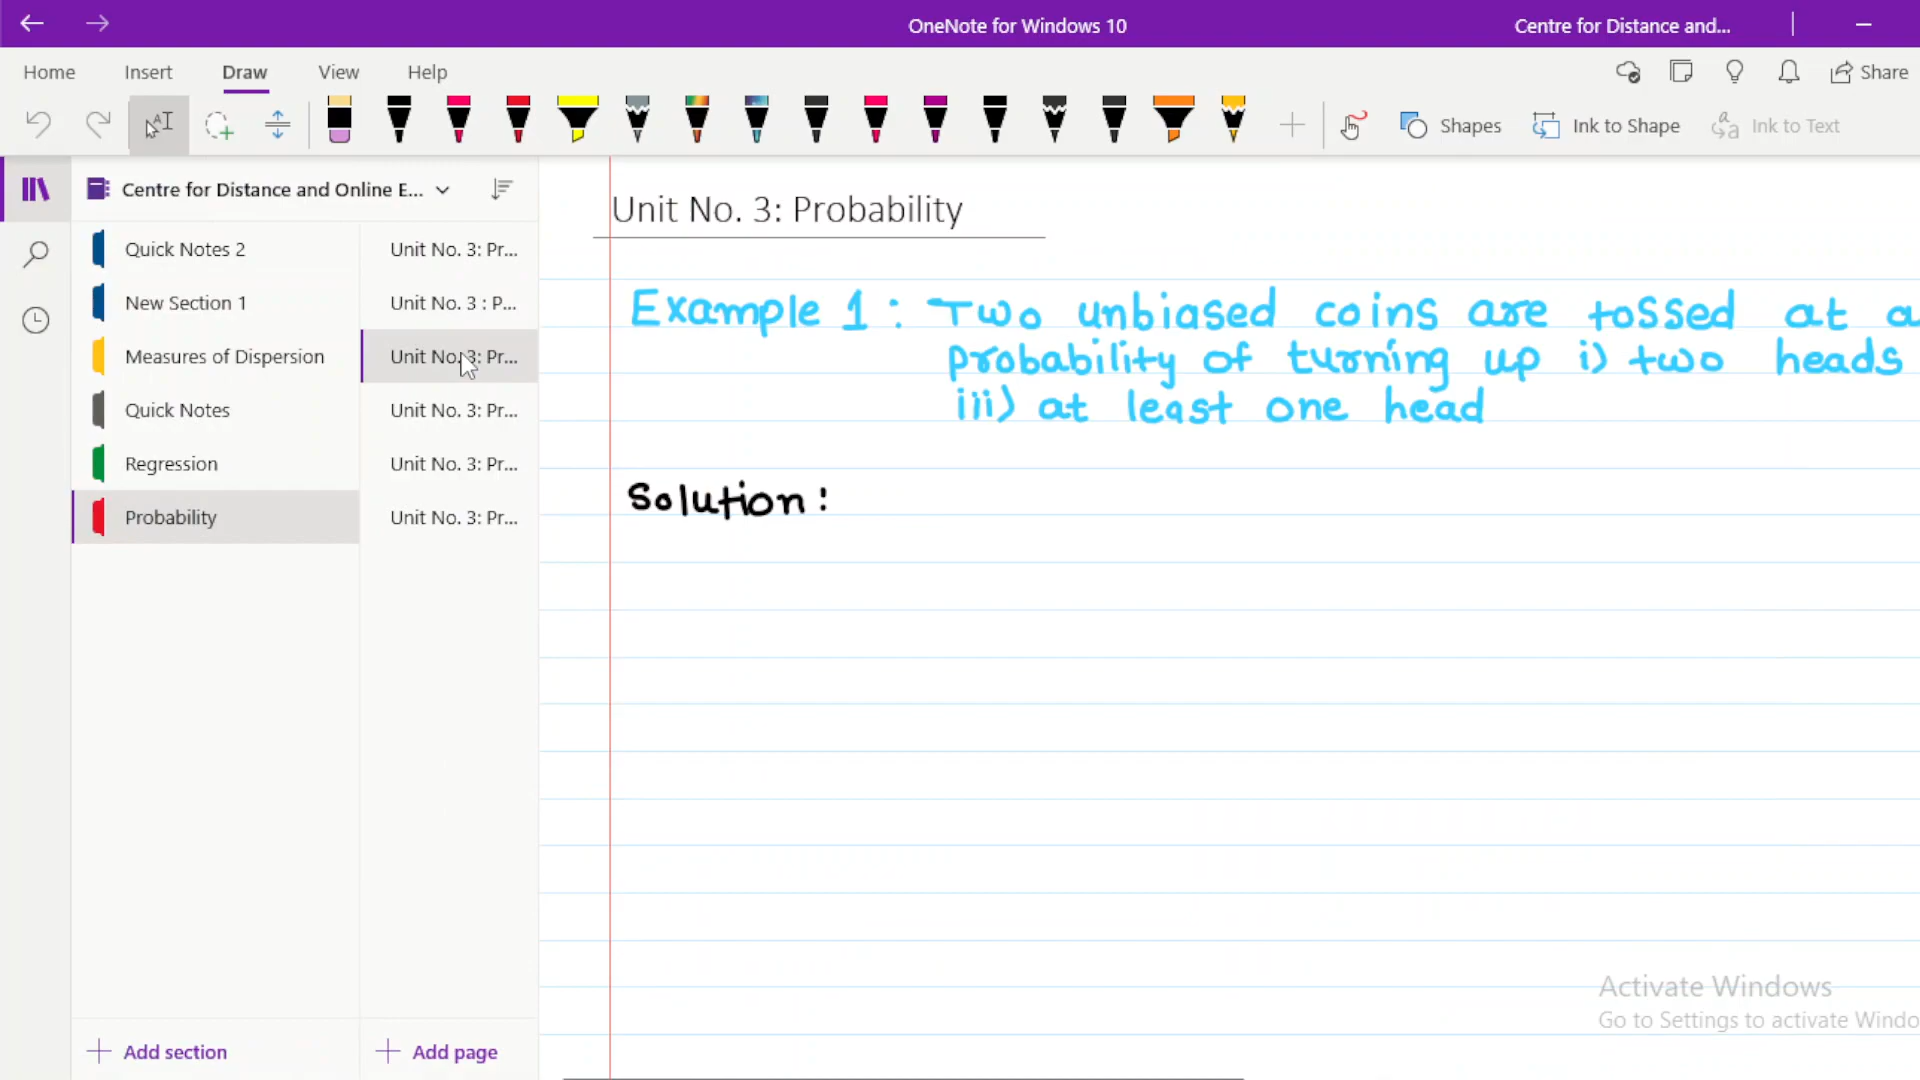 OneNote for Windows 10
Centre for Distance and...
Home Insert Draw View Help
Share
Shapes Ink to Shape Ink to Text
Centre for Distance and Online E...
Quick Notes 2
New Section 1
Measures of Dispersion
Quick Notes
Regression
Probability
Add section
Unit No. 3: Pr...
Unit No. 3 : P...
Unit No. 3: Pr...
Unit No. 3: Pr...
Unit No. 3: Pr...
Unit No. 3: Pr...
Add page
Unit No. 3: Probability
Example 1 : Two unbiased coins are tossed at a
probability of turning up i) two heads
iii) at least one head
Solution :
Activate Windows
Go to Settings to activate Windo